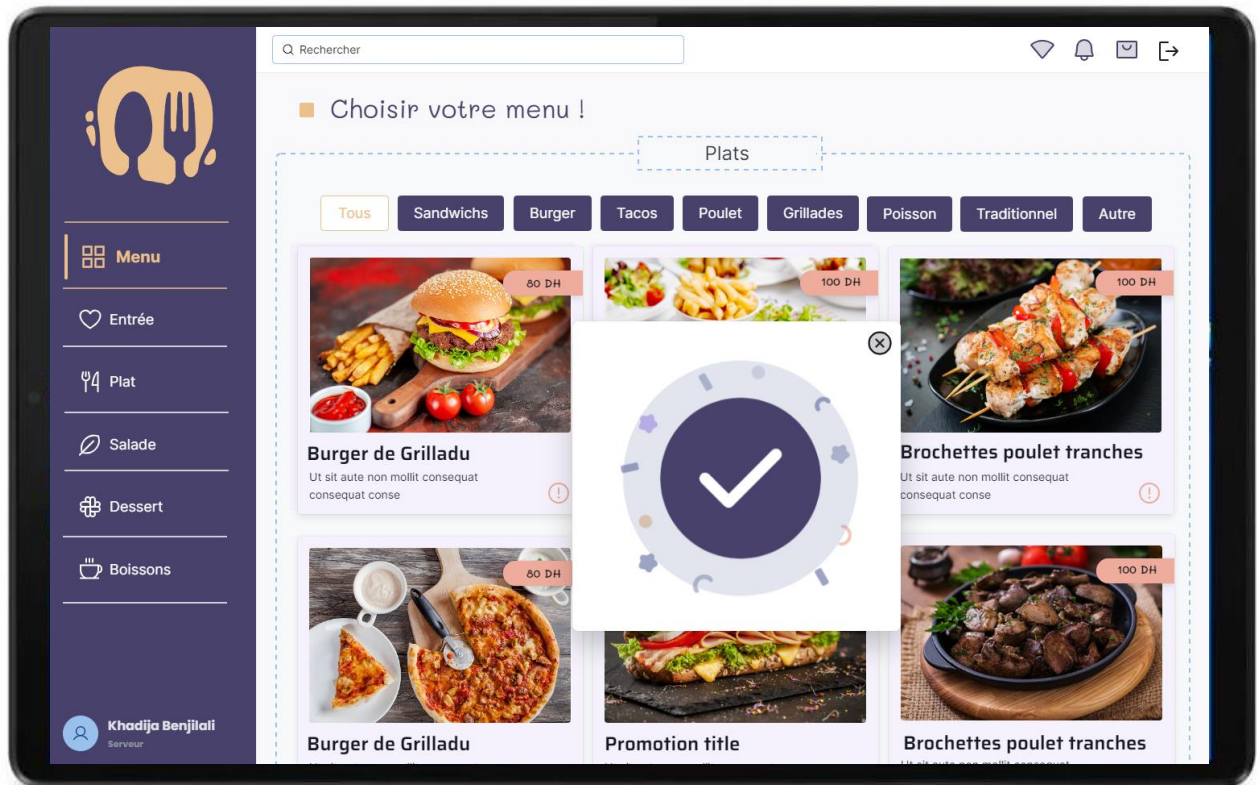 Rechercher
Choisir votre menu !
Plats
Tous
Sandwichs
Burger
Tacos
Poulet
Grillades
Poisson
Traditionnel
Autre
Menu
Entrée
Plat
Salade
Dessert
Boissons
Khadija Benjilali
Serveur
80 DH
Burger de Grilladu
Ut sit aute non mollit consequat
consequat conse
100 DH
100 DH
Brochettes poulet tranches
Ut sit aute non mollit consequat
consequat conse
80 DH
Burger de Grilladu
Promotion title
100 DH
Brochettes poulet tranches